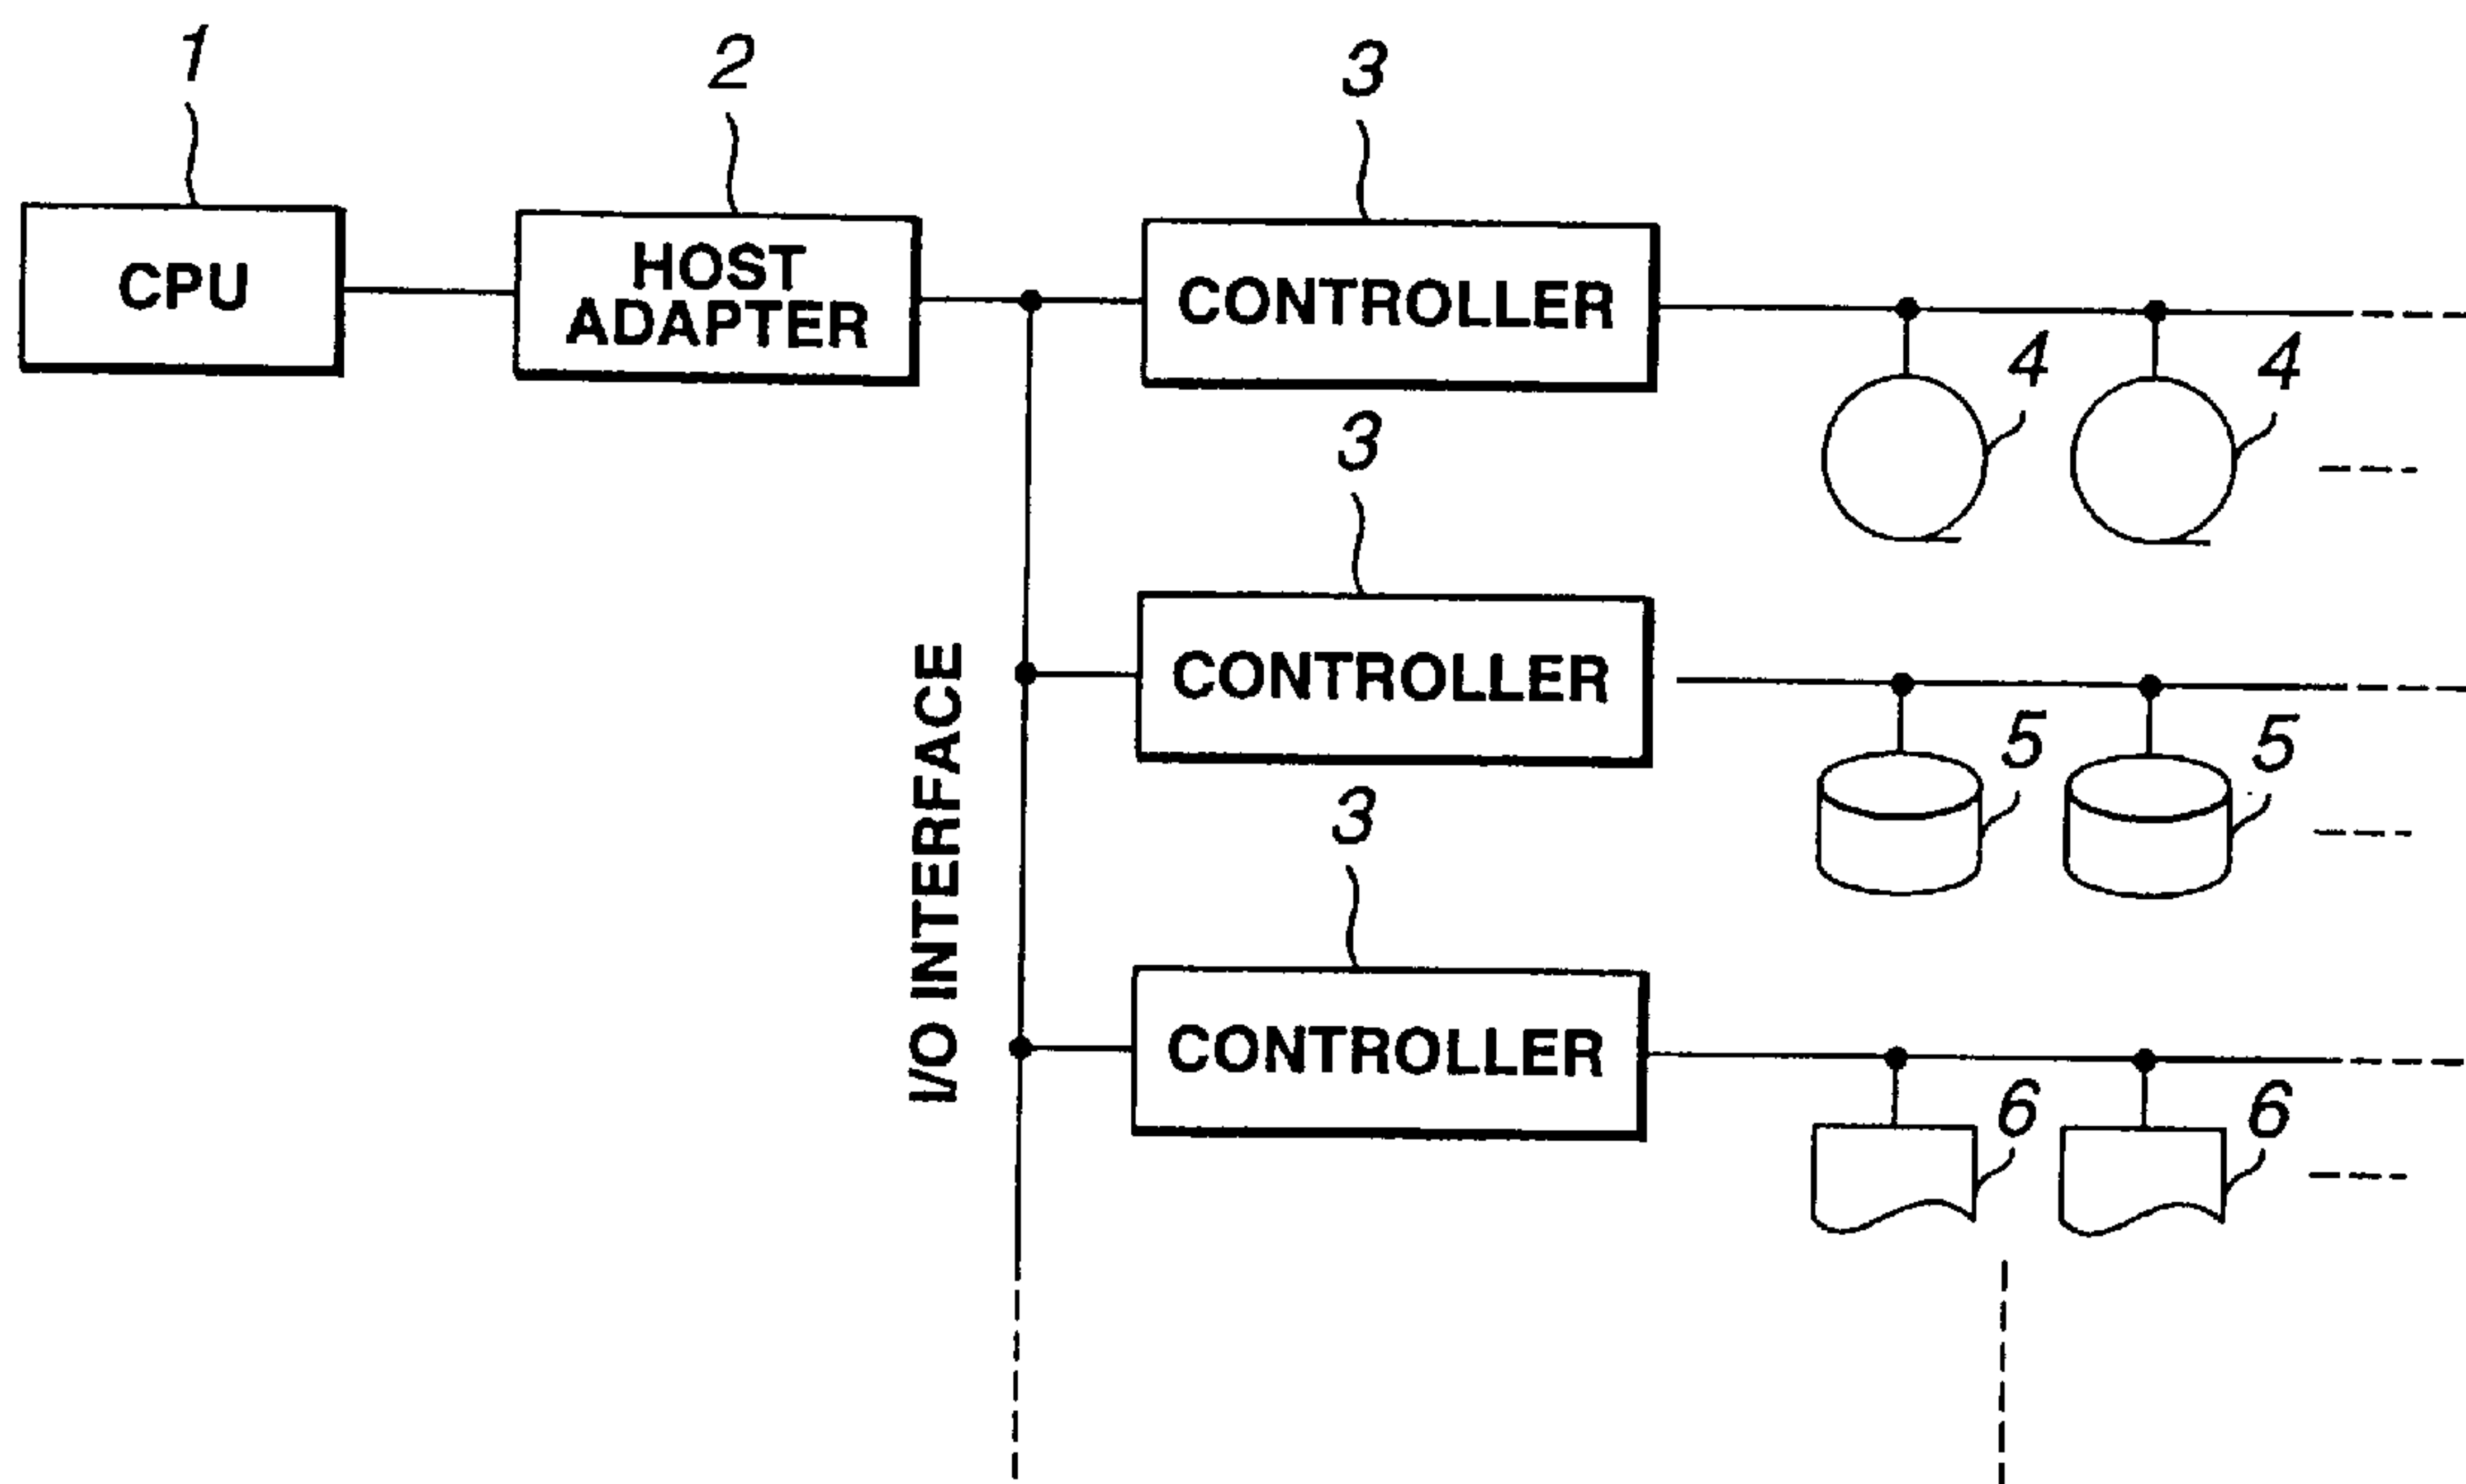 1
2
3
CPU
HOST
ADAPTER
CONTROLLER
4
4
3
CONTROLLER
5
5
I/O INTERFACE
3
CONTROLLER
6
6